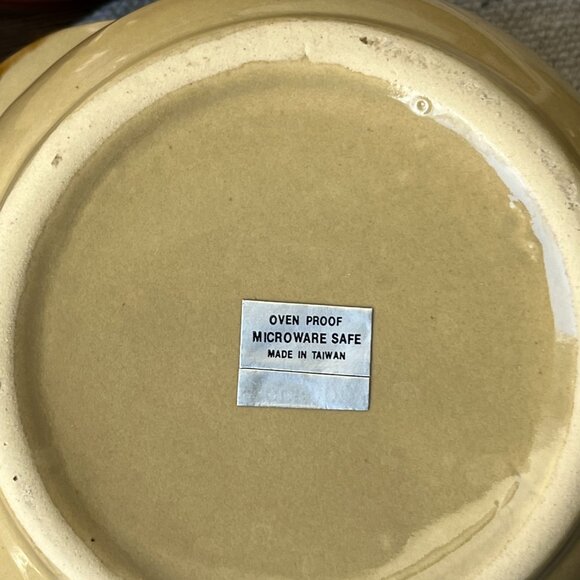 OVEN PROOF
MICROWARE SAFE
MADE IN TAIWAN